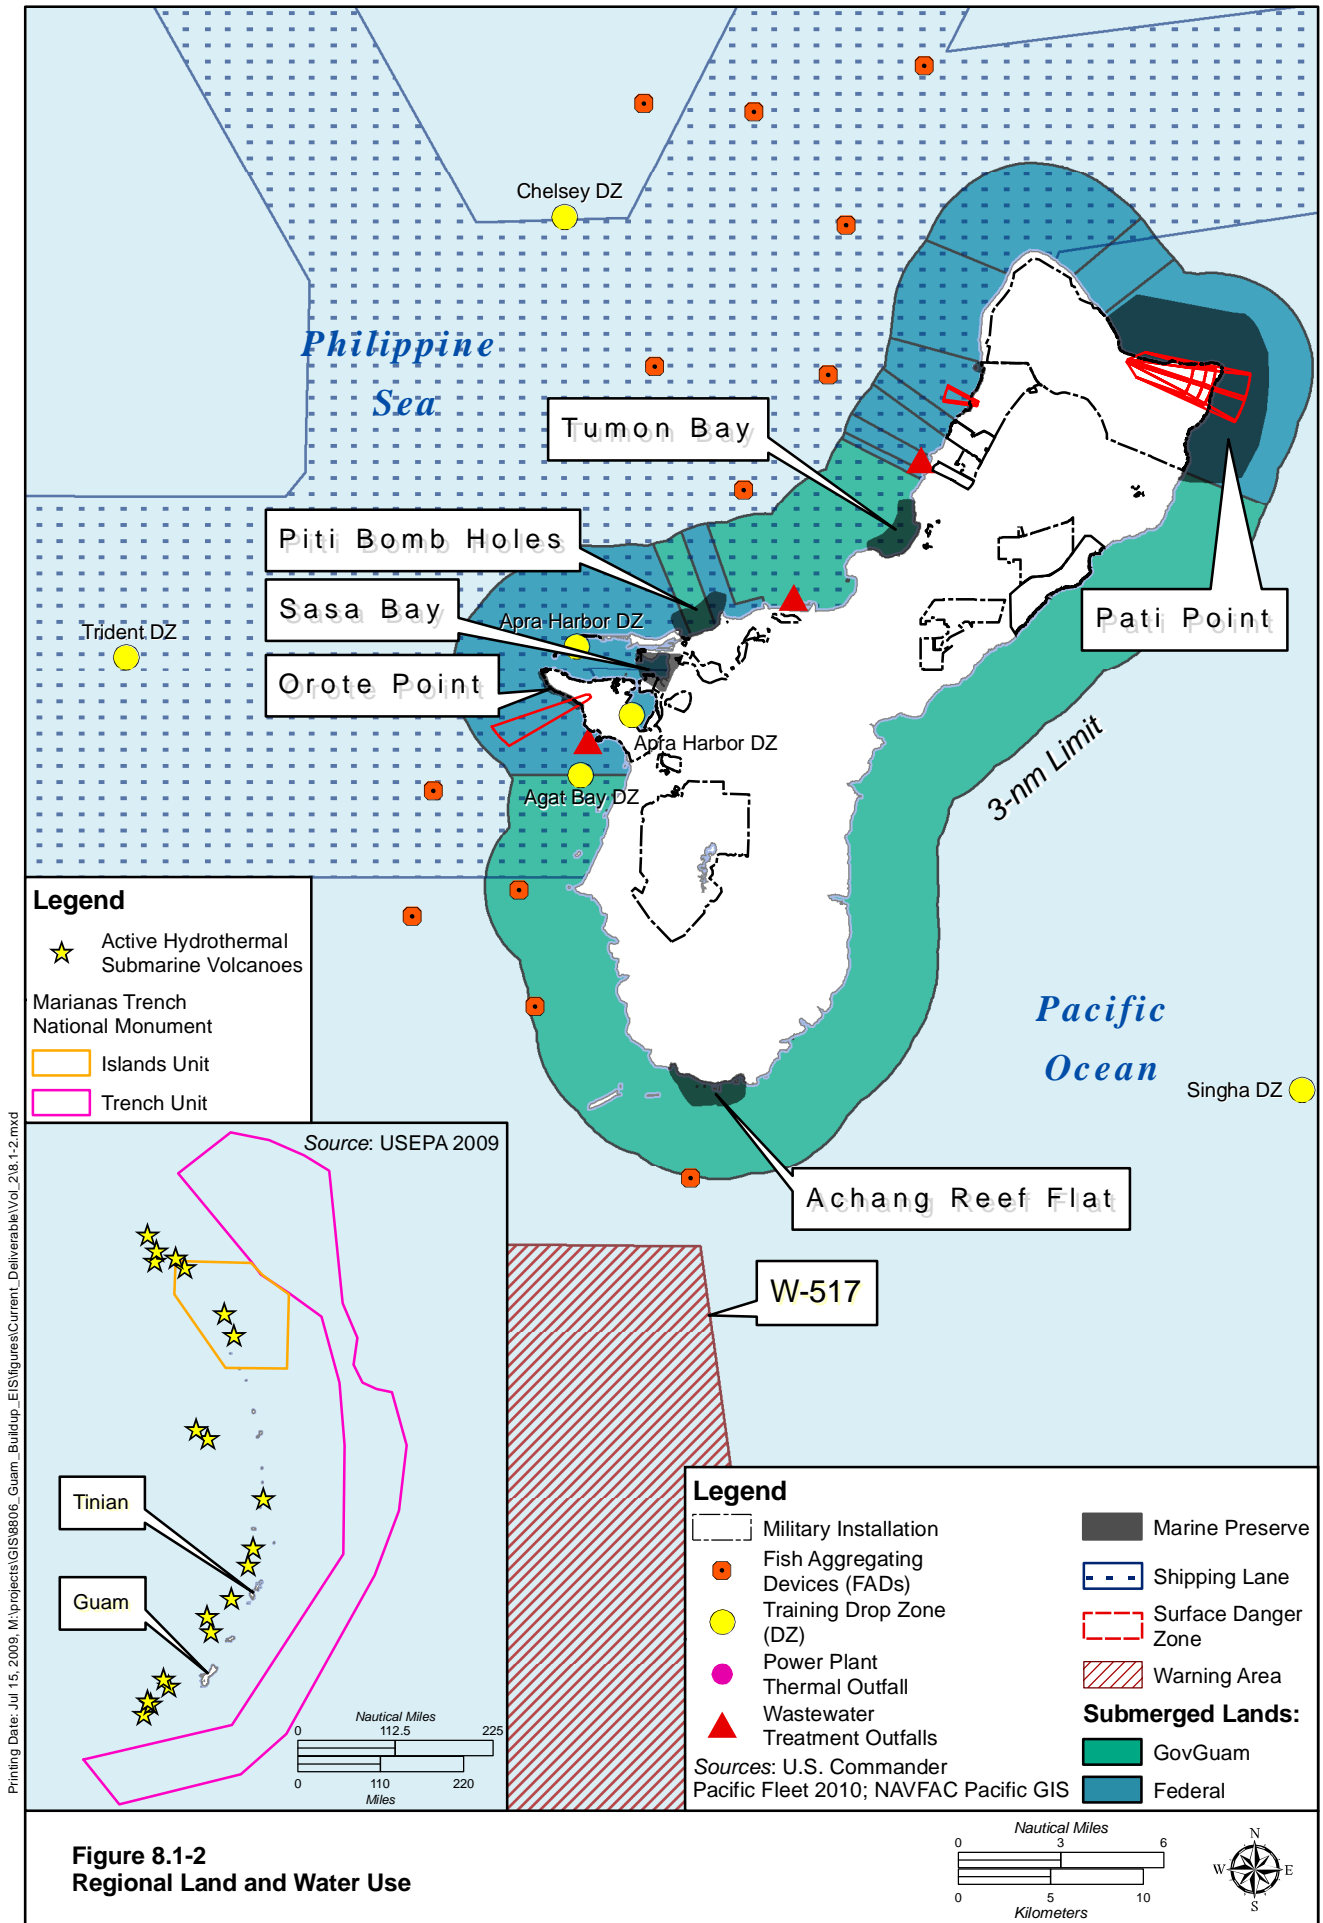 Chelsey DZ
Philippine
Sea
Tumon Bay
Piti Bomb Holes
Sasa Bay
Apra Harbor DZ
Trident DZ
Orote Point
Pati Point
Apra Harbor DZ
3-nm Limit
Agat Bay DZ
Pacific
Ocean
Singha DZ
Achang Reef Flat
W-517
Legend
Active Hydrothermal
Submarine Volcanoes
Marianas Trench
National Monument
Islands Unit
Trench Unit
Source: USEPA 2009
Tinian
Guam
Nautical Miles
0 112.5 225
0 110 220
Miles
Legend
Military Installation
Fish Aggregating
Devices (FADs)
Training Drop Zone
(DZ)
Power Plant
Thermal Outfall
Wastewater
Treatment Outfalls
Sources: U.S. Commander
Pacific Fleet 2010; NAVFAC Pacific GIS
Marine Preserve
Shipping Lane
Surface Danger
Zone
Warning Area
Submerged Lands:
GovGuam
Federal
Printing Date: Jul 15, 2009, M:\projects\GIS\8806_Guam_Buildup_EIS\figures\Current_Deliverable\Vol_2\8.1-2.mxd
Figure 8.1-2
Regional Land and Water Use
Nautical Miles
0 3 6
0 5 10
Kilometers
N
W E
S